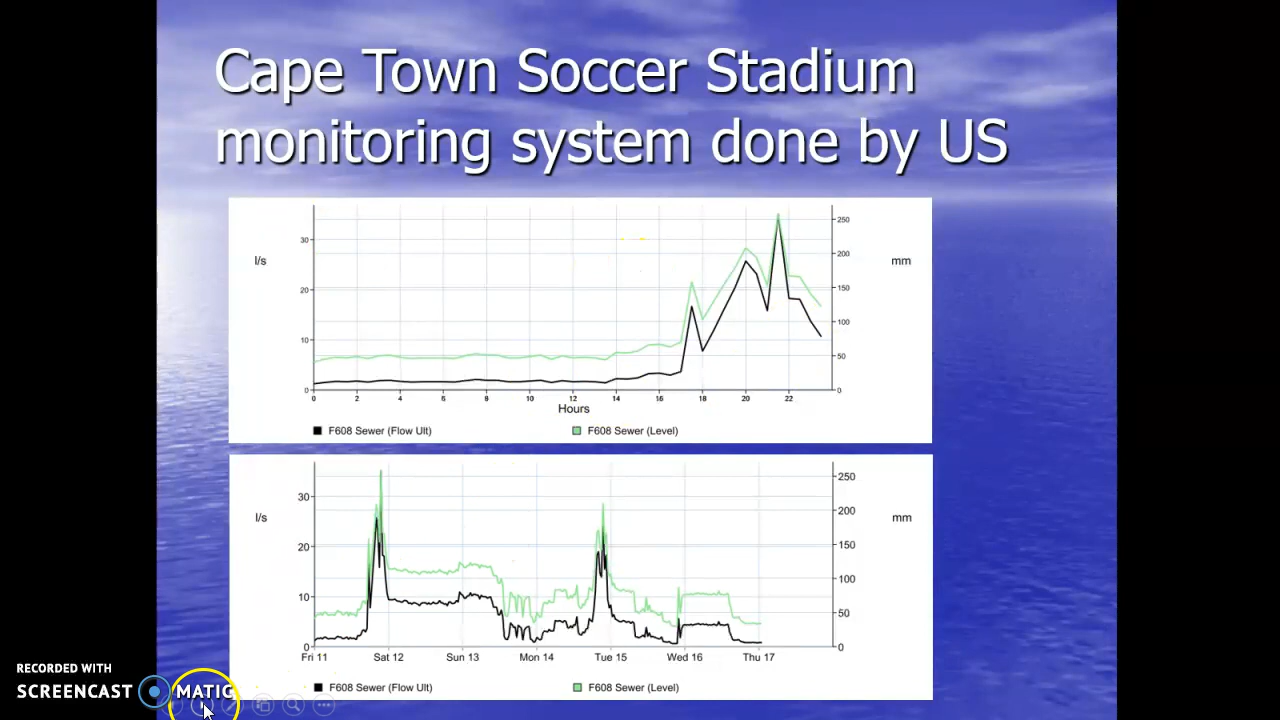 Cape Town Soccer Stadium
monitoring system done by US
30
20
10
0
l/s
250
200
150
100
50
0
mm
0 2 4 6 8 10 12 14 16 18 20 22
Hours
F608 Sewer (Flow Ult) F608 Sewer (Level)
30
20
10
0
l/s
250
200
150
100
50
0
mm
Fri 11 Sat 12 Sun 13 Mon 14 Tue 15 Wed 16 Thu 17
F608 Sewer (Flow Ult) F608 Sewer (Level)
RECORDED WITH
SCREENCAST MATIC